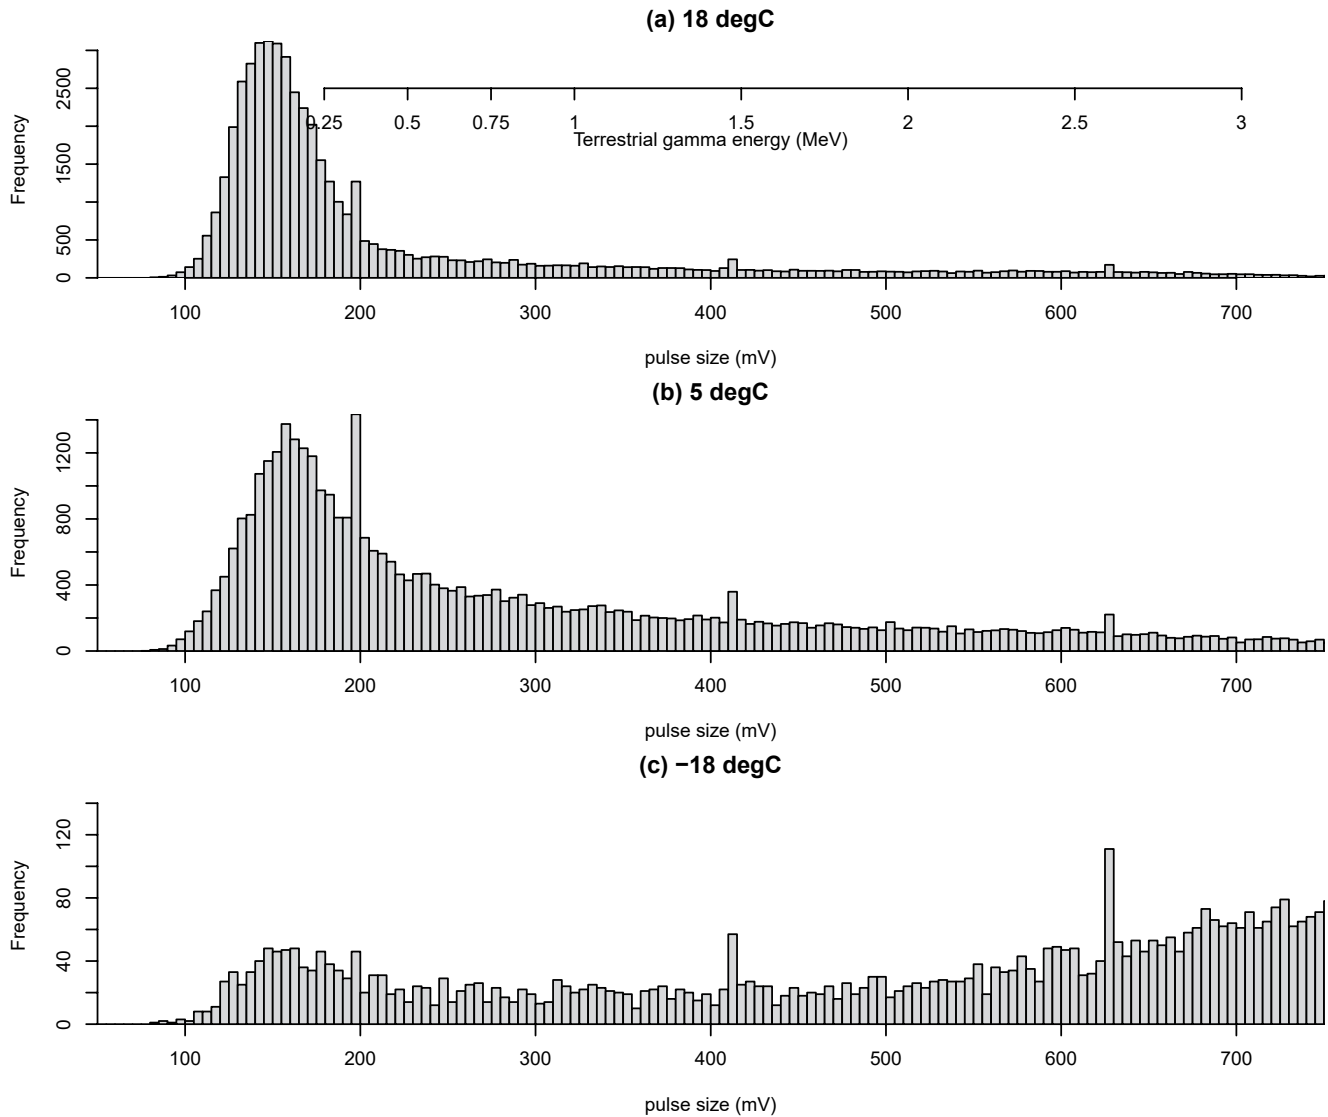 (a) 18 degC
Frequency
2500
1500
500
0
0.25 0.5 0.75 1 1.5 2 2.5 3
Terrestrial gamma energy (MeV)
100 200 300 400 500 600 700
pulse size (mV)
(b) 5 degC
Frequency
1200
800
400
0
100 200 300 400 500 600 700
pulse size (mV)
(c) −18 degC
Frequency
120
80
40
0
100 200 300 400 500 600 700
pulse size (mV)